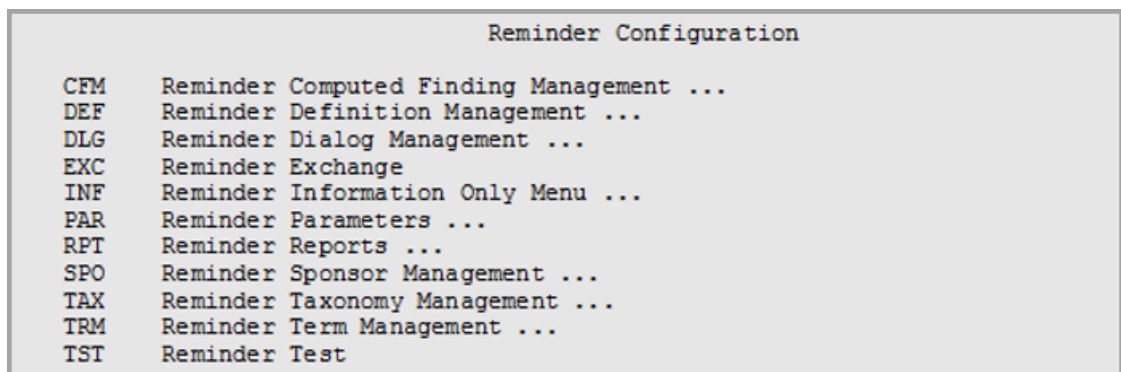 Reminder Configuration
CFM Reminder Computed Finding Management ...
DEF Reminder Definition Management ...
DLG Reminder Dialog Management ...
EXC Reminder Exchange
INF Reminder Information Only Menu ...
PAR Reminder Parameters ...
RPT Reminder Reports ...
SPO Reminder Sponsor Management ...
TAX Reminder Taxonomy Management ...
TRM Reminder Term Management ...
TST Reminder Test